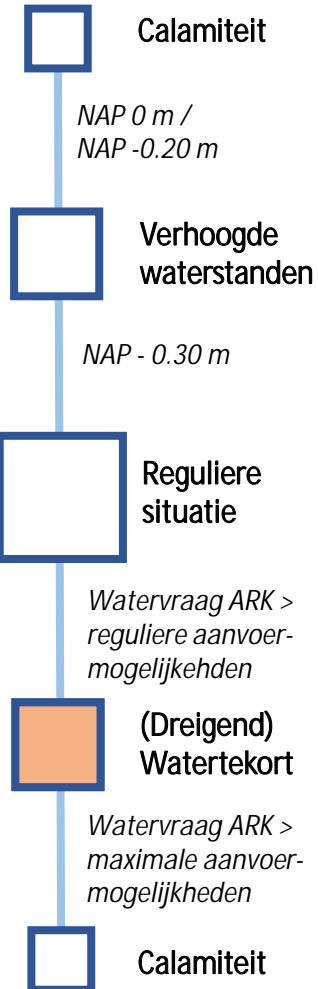 Calamiteit
NAP 0 m /
NAP -0.20 m
Verhoogde
waterstanden
NAP - 0.30 m
Reguliere
situatie
Watervraag ARK >
reguliere aanvoer-
mogelijkehden
(Dreigend)
Watertekort
Watervraag ARK >
maximale aanvoer-
mogelijkheden
Calamiteit